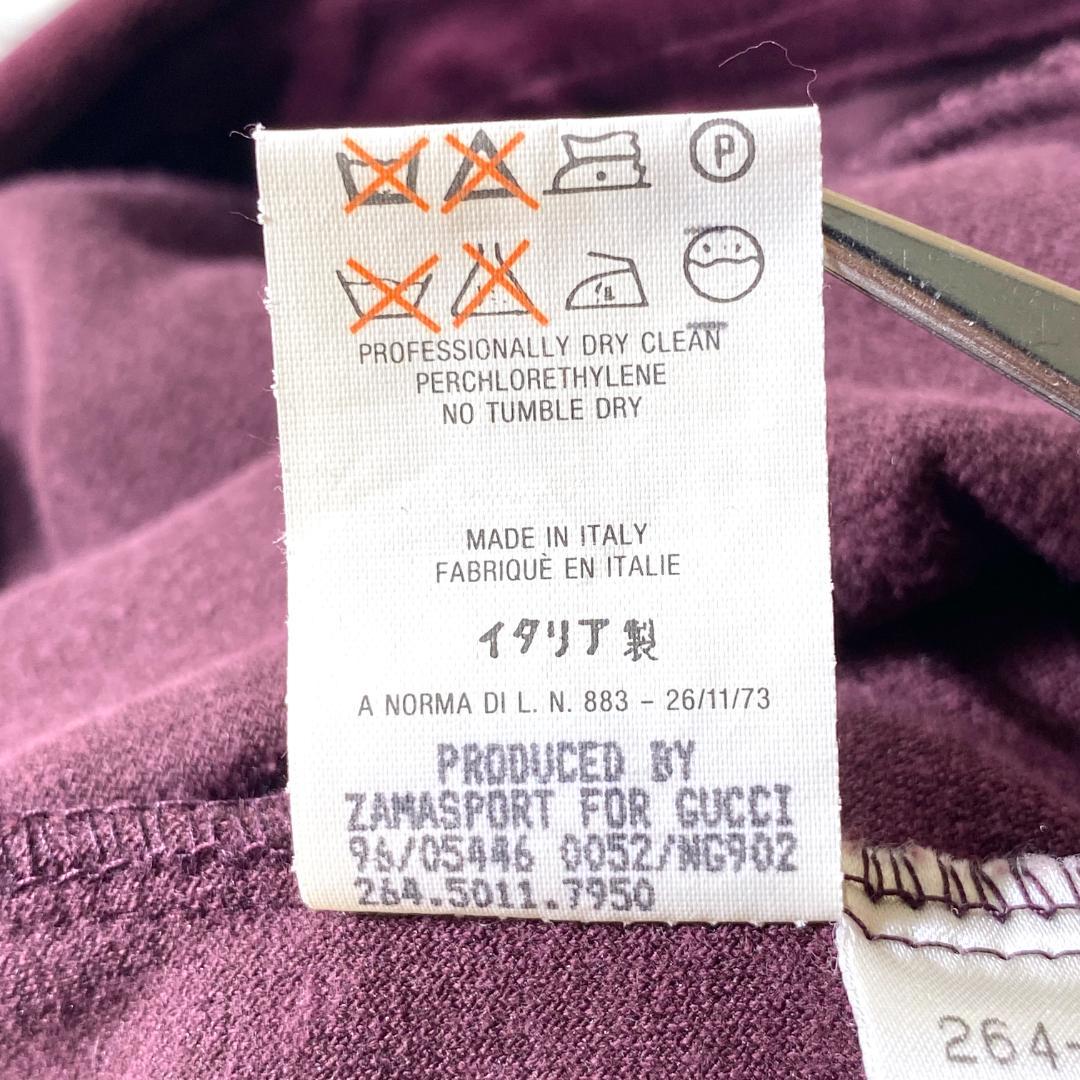 P
PROFESSIONALLY DRY CLEAN
PERCHLORETHYLENE
NO TUMBLE DRY
MADE IN ITALY
FABRIQUÈ EN ITALIE
イタリア製
A NORMA DI L. N. 883 – 26/11/73
PRODUCED BY
ZAMASPORT FOR GUCCI
96/05446 0052/NG902
264.5011.7950
264-